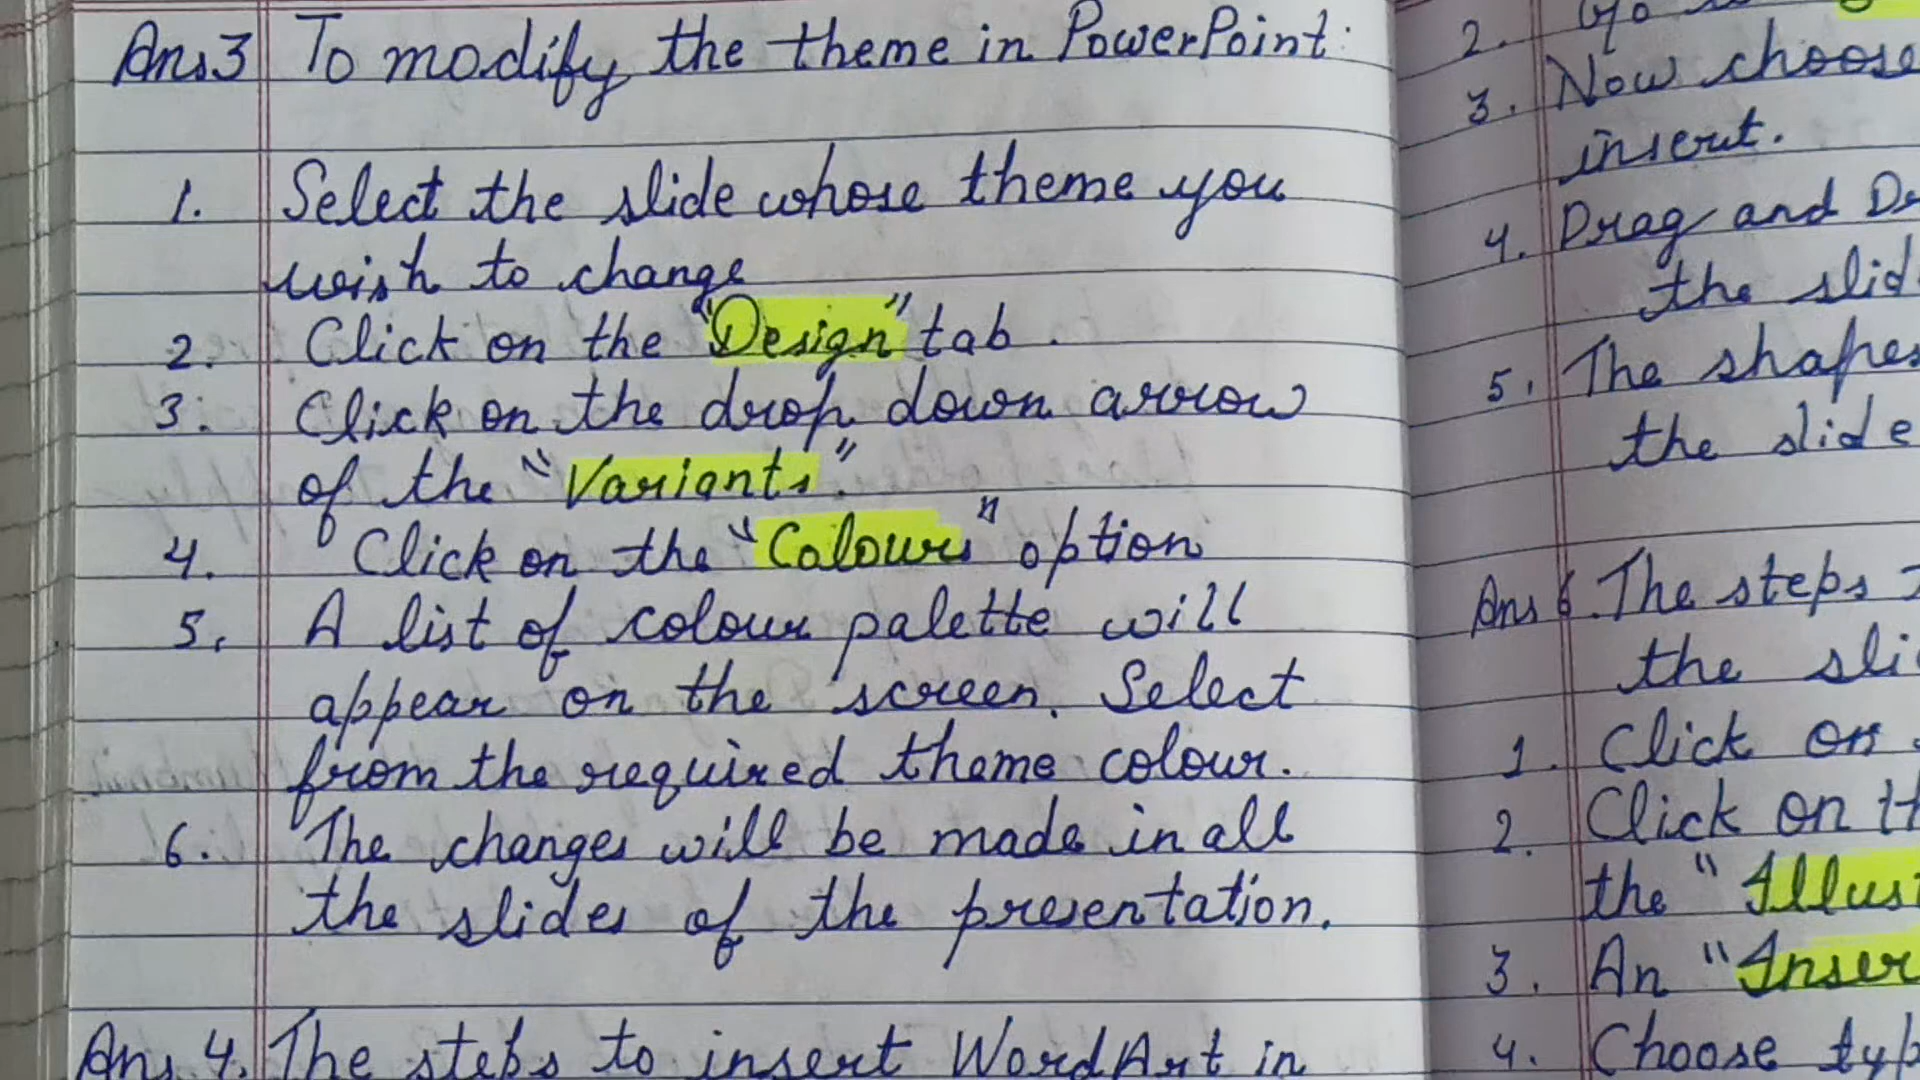 Ans3 To modify the theme in PowerPoint:
1. Select the slide whose theme you
wish to change
2. Click on the "Design" tab.
3. Click on the drop down arrow
of the "Variants".
4. Click on the "Colours" option
5. A list of colour palette will
appear on the screen. Select
from the required theme colour.
6. The changes will be made in all
the slides of the presentation.
Ans 4. The steps to insert WordArt in
2. Go
3. Now choose
insert.
4. Drag and
the
5. The shapes
the slide
Ans 6. The steps
the
1. Click on
2. Click on
the "
3. An "
4. Choose